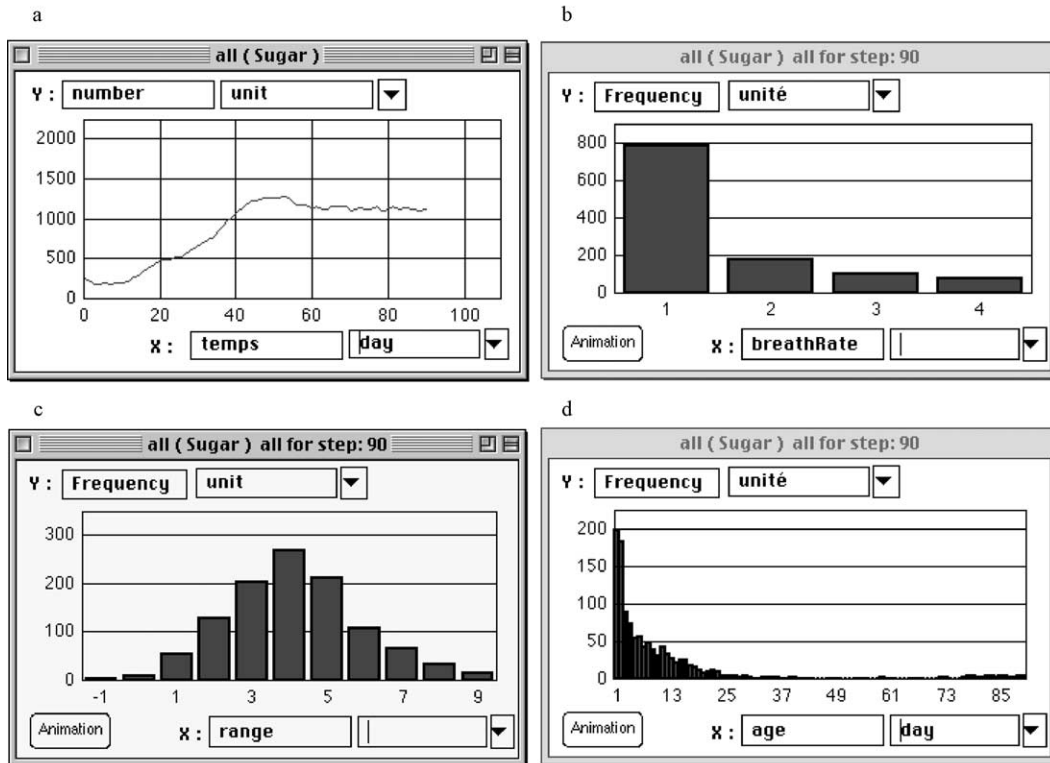 a
all ( Sugar )
Y : number unit
2000
1500
1000
500
0
0 20 40 60 80 100
X : temps day
b
all ( Sugar ) all for step: 90
Y : Frequency unité
800
600
400
200
0
1 2 3 4
Animation X : breathRate
c
all ( Sugar ) all for step: 90
Y : Frequency unit
300
200
100
0
-1 1 3 5 7 9
Animation X : range
d
all ( Sugar ) all for step: 90
Y : Frequency unité
200
150
100
50
0
1 13 25 37 49 61 73 85
Animation X : age day